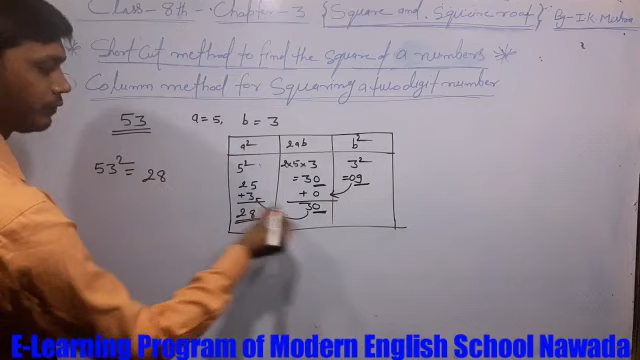 Class-8th - Chapter-3 {Square and Square root} By-I.K Mishra
* Short cut method to find the square of a numbers *
Column method for Squaring a two digit number
53 a=5, b=3
a² 2ab b²
53²= 28 5² 2×5×3 3²
25 =30 =09
+3 +0
28 30
E-Learning Program of Modern English School Nawada